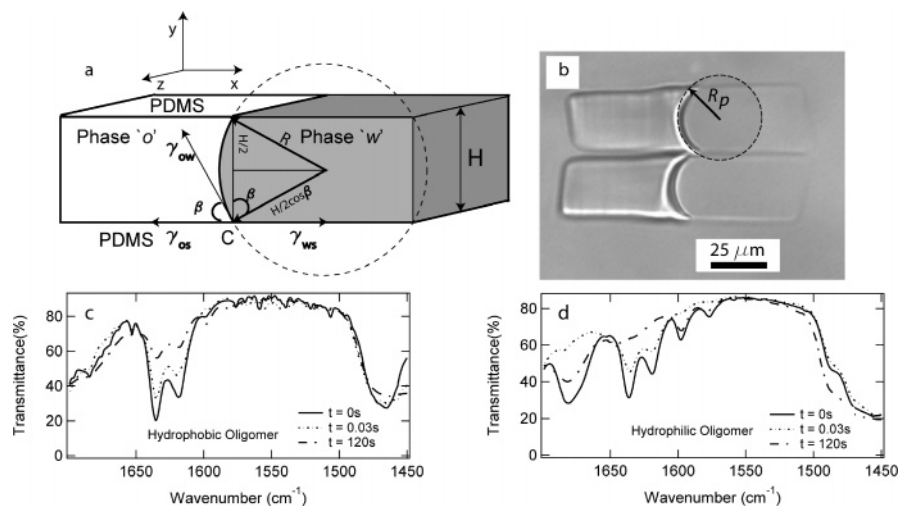 a
y
x
z
PDMS
Phase `o'
Phase `w'
γow
H/2
R
H
β
β
H/2cosβ
PDMS
γos
C
γws
b
Rp
25 μm
c
Transmittance(%)
80
60
40
20
0
Hydrophobic Oligomer
t = 0s
t = 0.03s
t = 120s
1650
1600
1550
1500
1450
Wavenumber (cm-1)
d
Transmittance(%)
80
60
40
20
0
Hydrophilic Oligomer
t = 0s
t = 0.03s
t = 120s
1650
1600
1550
1500
1450
Wavenumber (cm-1)